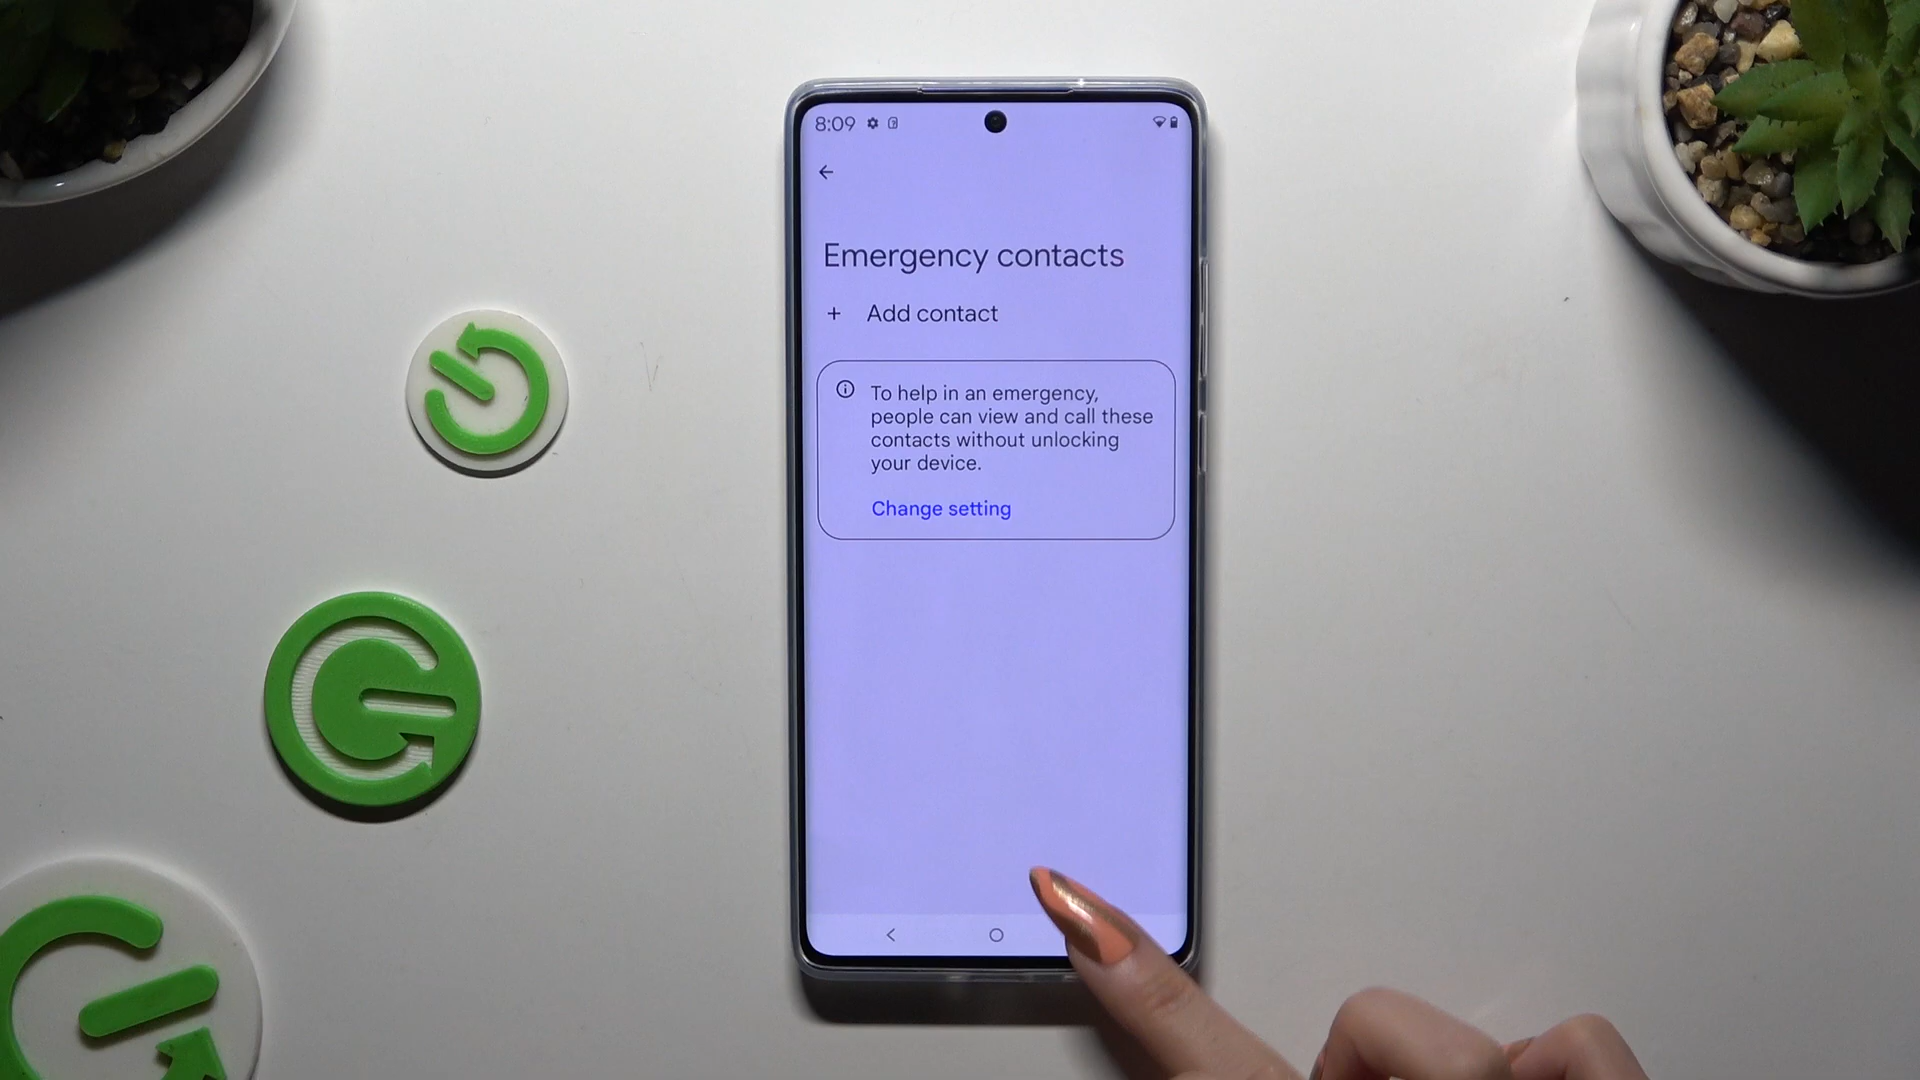 8:09
Emergency contacts
+ Add contact
To help in an emergency,
people can view and call these
contacts without unlocking
your device.
Change setting